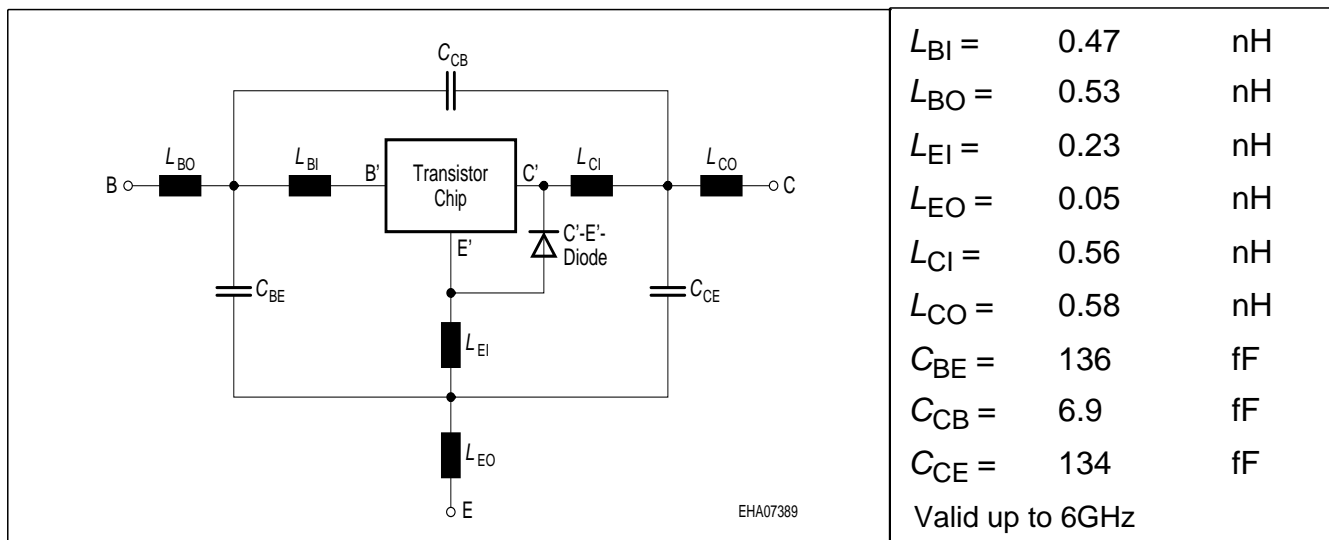 C_CB
L_BO
L_BI
B'
Transistor
Chip
C'
L_CI
L_CO
B
C
E'
C'-E'-
Diode
C_BE
C_CE
L_EI
L_EO
E
EHA07389
L_BI = 0.47 nH
L_BO = 0.53 nH
L_EI = 0.23 nH
L_EO = 0.05 nH
L_CI = 0.56 nH
L_CO = 0.58 nH
C_BE = 136 fF
C_CB = 6.9 fF
C_CE = 134 fF
Valid up to 6GHz